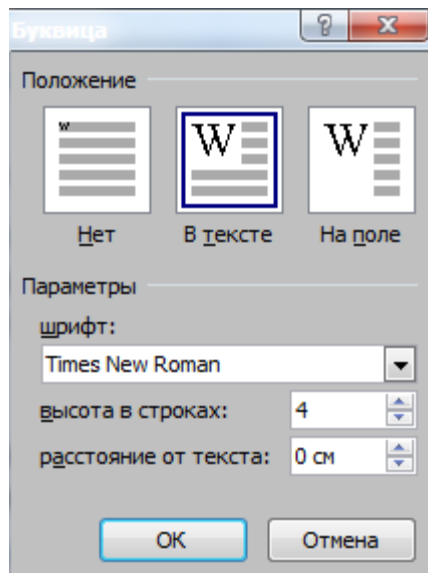 Буквица
Положение
W
W
W
Нет
В тексте
На поле
Параметры
шрифт:
Times New Roman
высота в строках: 4
расстояние от текста: 0 см
ОК
Отмена